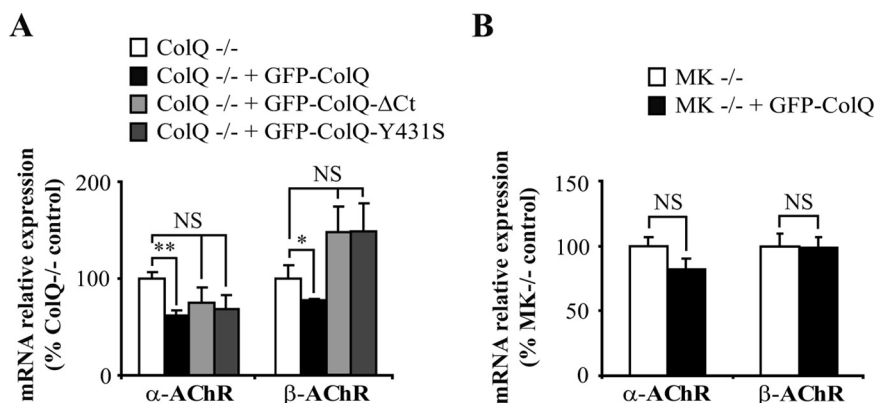 A
ColQ -/-
ColQ -/- + GFP-ColQ
ColQ -/- + GFP-ColQ-ΔCt
ColQ -/- + GFP-ColQ-Y431S
mRNA relative expression
(% ColQ-/- control)
200
100
0
NS
**
NS
*
α-AChR
β-AChR
B
MK -/-
MK -/- + GFP-ColQ
mRNA relative expression
(% MK-/- control)
150
100
50
0
NS
NS
α-AChR
β-AChR